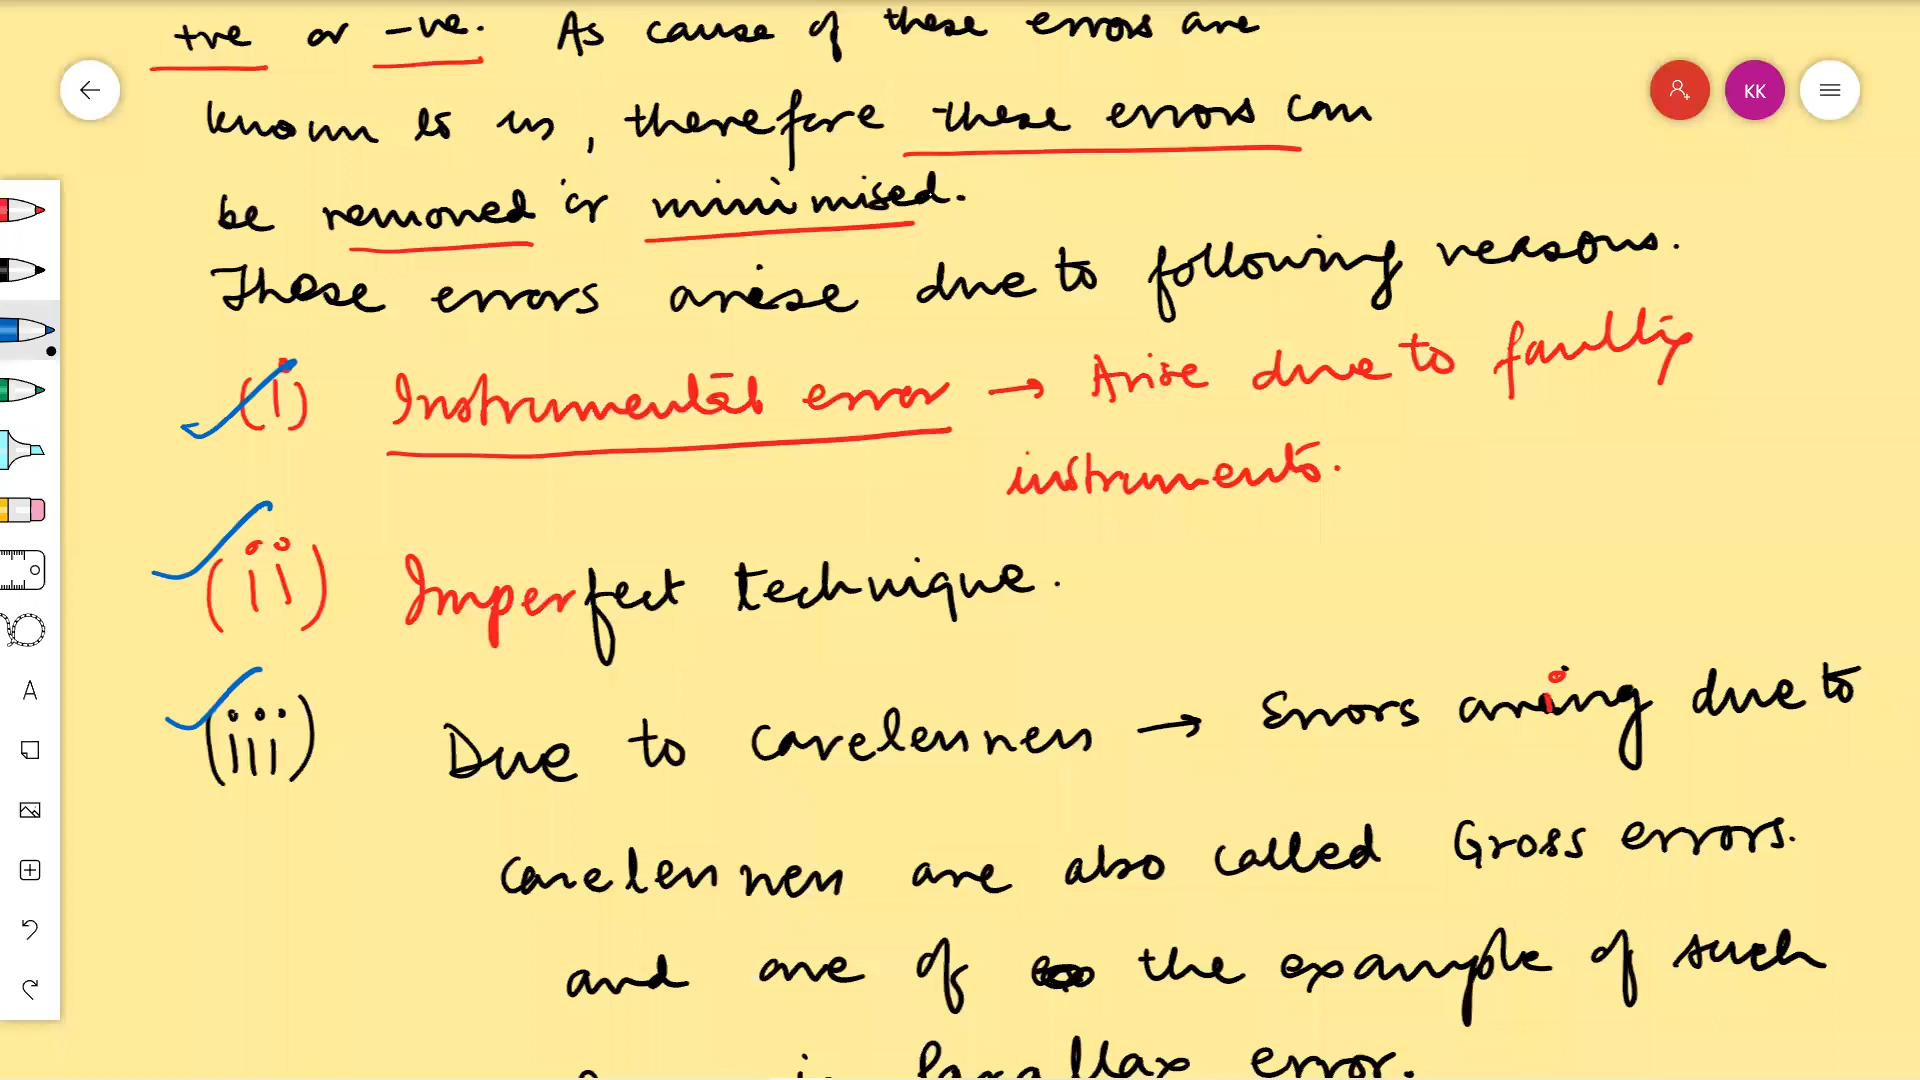 +ve or -ve. As cause of these errors are
KK
known to us, therefore these errors can
be removed or minimised.
These errors arise due to following reasons.
(i) Instrumental error → Arise due to faulty
instruments.
(ii) Imperfect technique.
(iii) Due to carelessness → Errors arising due to
carelessness are also called Gross errors.
and one of the example of such
is Parallax error.
A